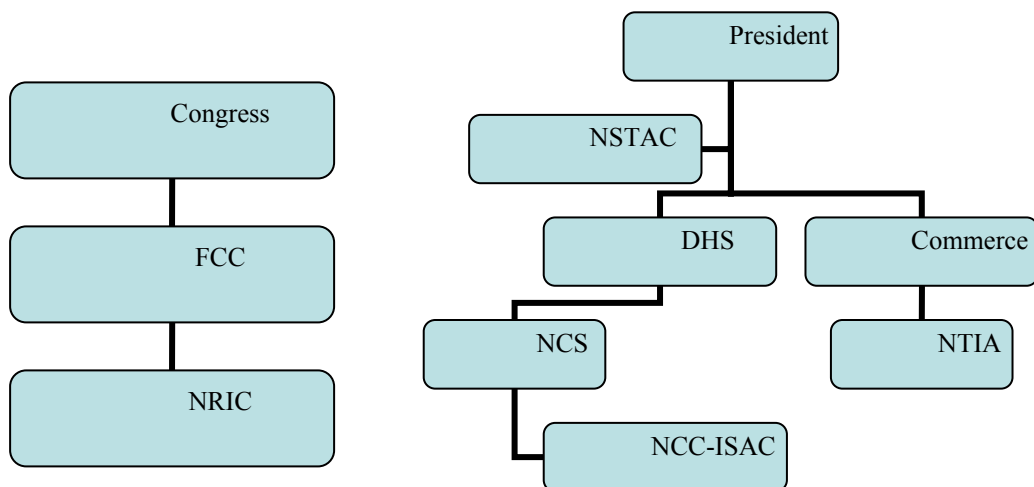 Congress
FCC
NRIC
President
NSTAC
DHS
Commerce
NCS
NTIA
NCC-ISAC